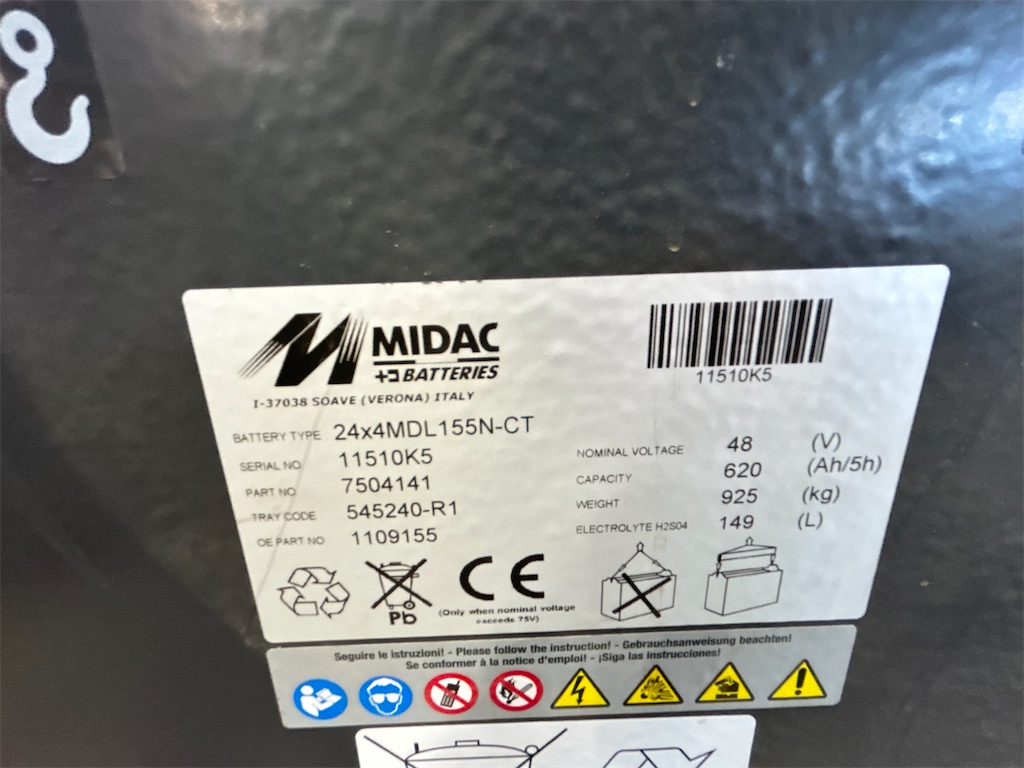 MIDAC
BATTERIES
I-37038 SOAVE (VERONA) ITALY
11510K5
BATTERY TYPE 24x4MDL155N-CT
SERIAL NO 11510K5
PART NO 7504141
TRAY CODE 545240-R1
OE PART NO 1109155
NOMINAL VOLTAGE 48 (V)
CAPACITY 620 (Ah/5h)
WEIGHT 925 (kg)
ELECTROLYTE H2S04 149 (L)
Pb
CE
(Only when nominal voltage
exceede 75V)
Seguire le istruzioni! - Please follow the instruction! - Gebrauchsanweisung beachten!
Se conformer à la notice d'emploi! - ¡Siga las instrucciones!